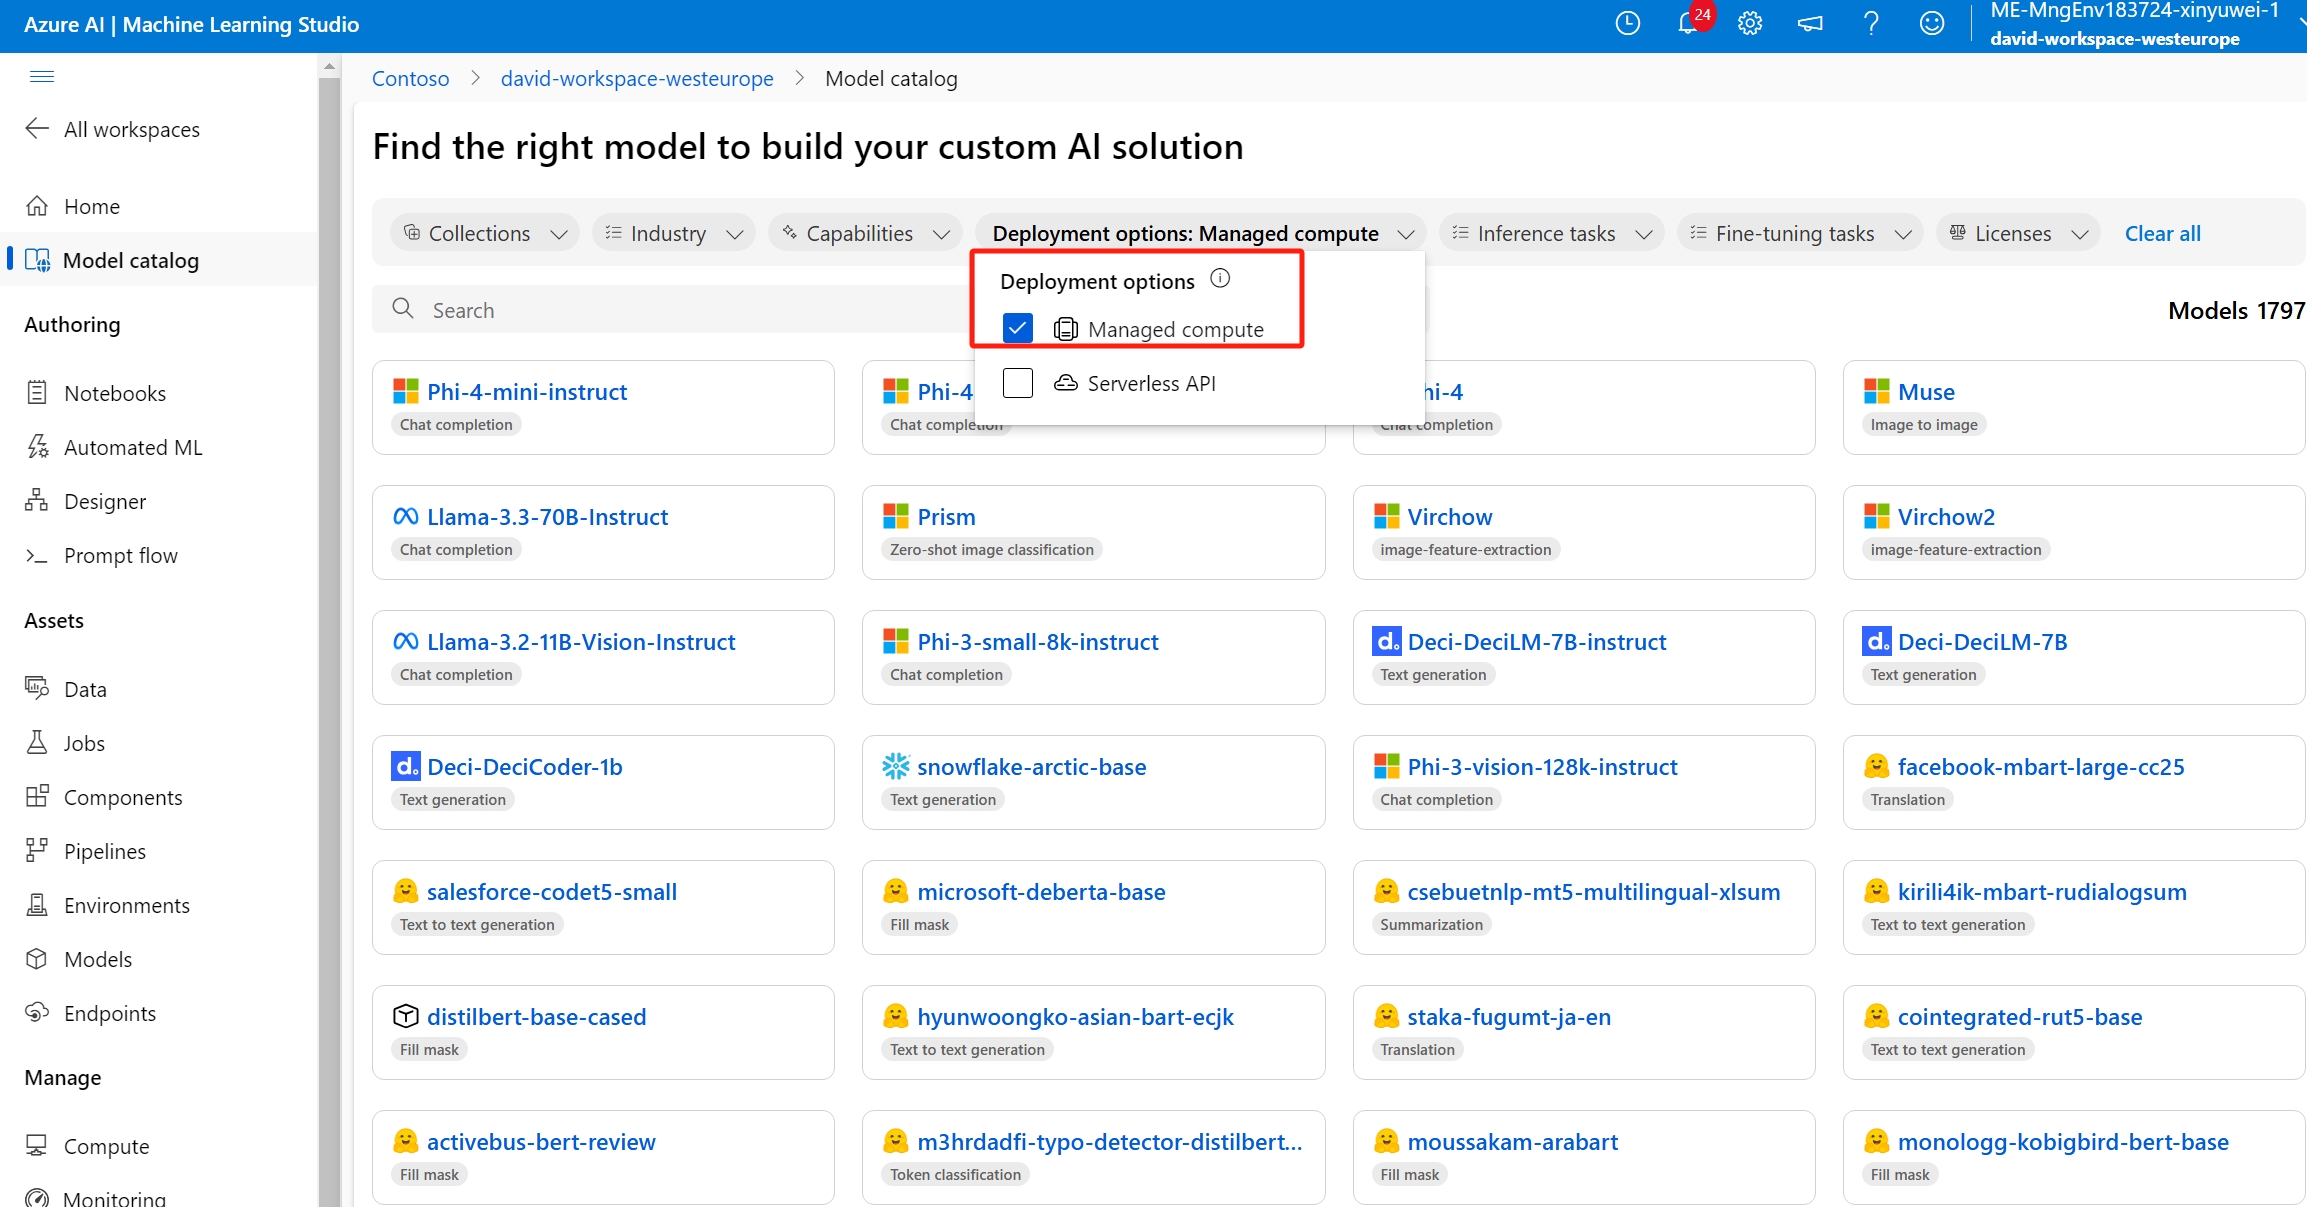 Azure AI | Machine Learning Studio
24
ME-MngEnv183724-xinyuwei-1
david-workspace-westeurope
All workspaces
Home
Model catalog
Authoring
Notebooks
Automated ML
Designer
Prompt flow
Assets
Data
Jobs
Components
Pipelines
Environments
Models
Endpoints
Manage
Compute
Monitoring
Contoso > david-workspace-westeurope > Model catalog
Find the right model to build your custom AI solution
Collections Industry Capabilities Deployment options: Managed compute Inference tasks Fine-tuning tasks Licenses Clear all
Search
Models 1797
Deployment options
Managed compute
Serverless API
Phi-4-mini-instruct
Chat completion
Phi-4
Chat completion
hi-4
Chat completion
Muse
Image to image
Llama-3.3-70B-Instruct
Chat completion
Prism
Zero-shot image classification
Virchow
image-feature-extraction
Virchow2
image-feature-extraction
Llama-3.2-11B-Vision-Instruct
Chat completion
Phi-3-small-8k-instruct
Chat completion
d. Deci-DeciLM-7B-instruct
Text generation
d. Deci-DeciLM-7B
Text generation
d. Deci-DeciCoder-1b
Text generation
snowflake-arctic-base
Text generation
Phi-3-vision-128k-instruct
Chat completion
facebook-mbart-large-cc25
Translation
salesforce-codet5-small
Text to text generation
microsoft-deberta-base
Fill mask
csebuetnlp-mt5-multilingual-xlsum
Summarization
kirili4ik-mbart-rudialogsum
Text to text generation
distilbert-base-cased
Fill mask
hyunwoongko-asian-bart-ecjk
Text to text generation
staka-fugumt-ja-en
Translation
cointegrated-rut5-base
Text to text generation
activebus-bert-review
Fill mask
m3hrdadfi-typo-detector-distilbert...
Token classification
moussakam-arabart
Fill mask
monologg-kobigbird-bert-base
Fill mask